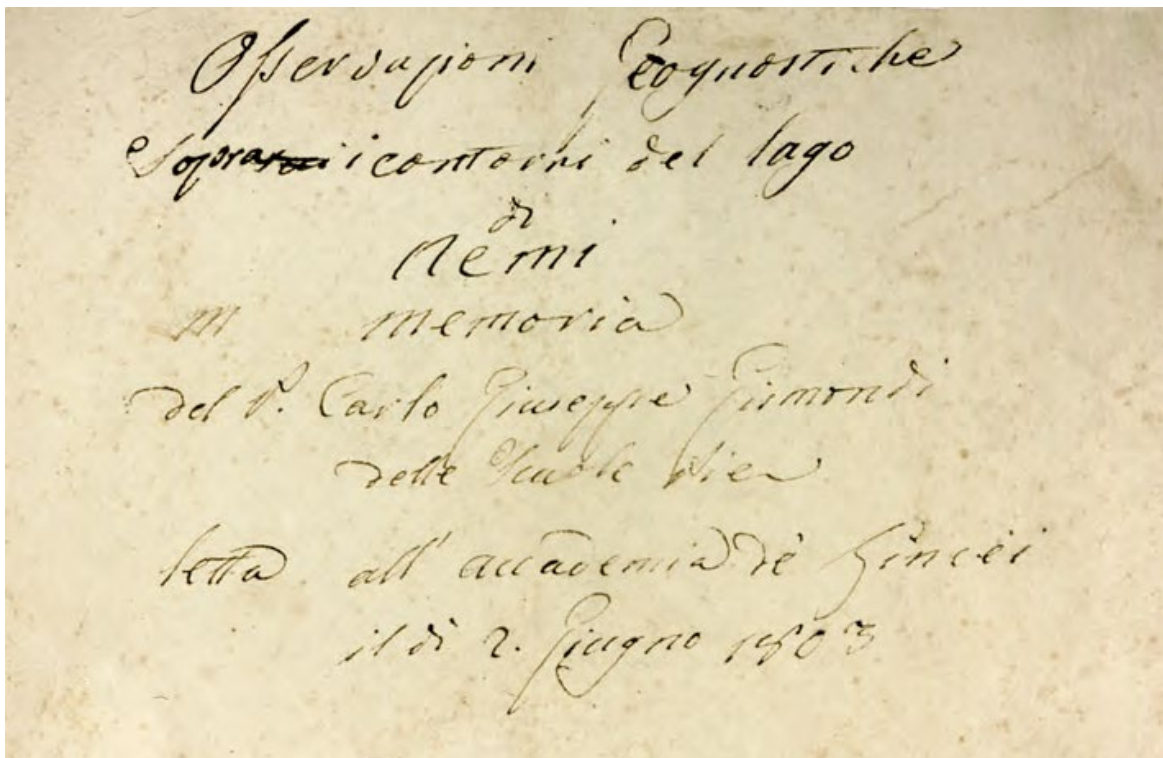 Osservazioni Geognostiche
sopra i contorni del lago
di
Nemi
m memoria
del P. Carlo Giuseppe Gismondi
delle Scuole Pie
letta all' accademia de' Lincei
il dì 2. Giugno 1803